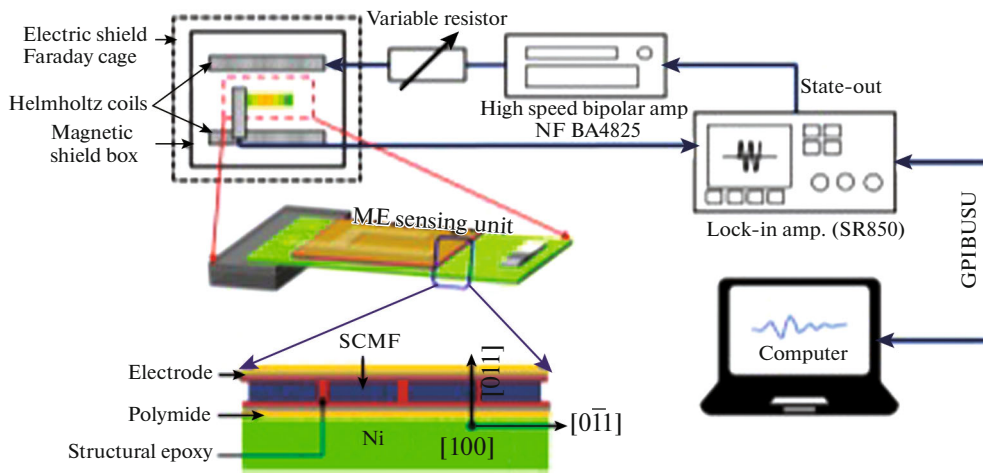 Electric shield
Faraday cage
Helmholtz coils
Magnetic
shield box
Variable resistor
High speed bipolar amp
NF BA4825
State-out
Lock-in amp. (SR850)
GPIBUSU
Computer
ME sensing unit
SCMF
Electrode
Polymide
Structural epoxy
Ni
[011]
[01̅1]
[100]